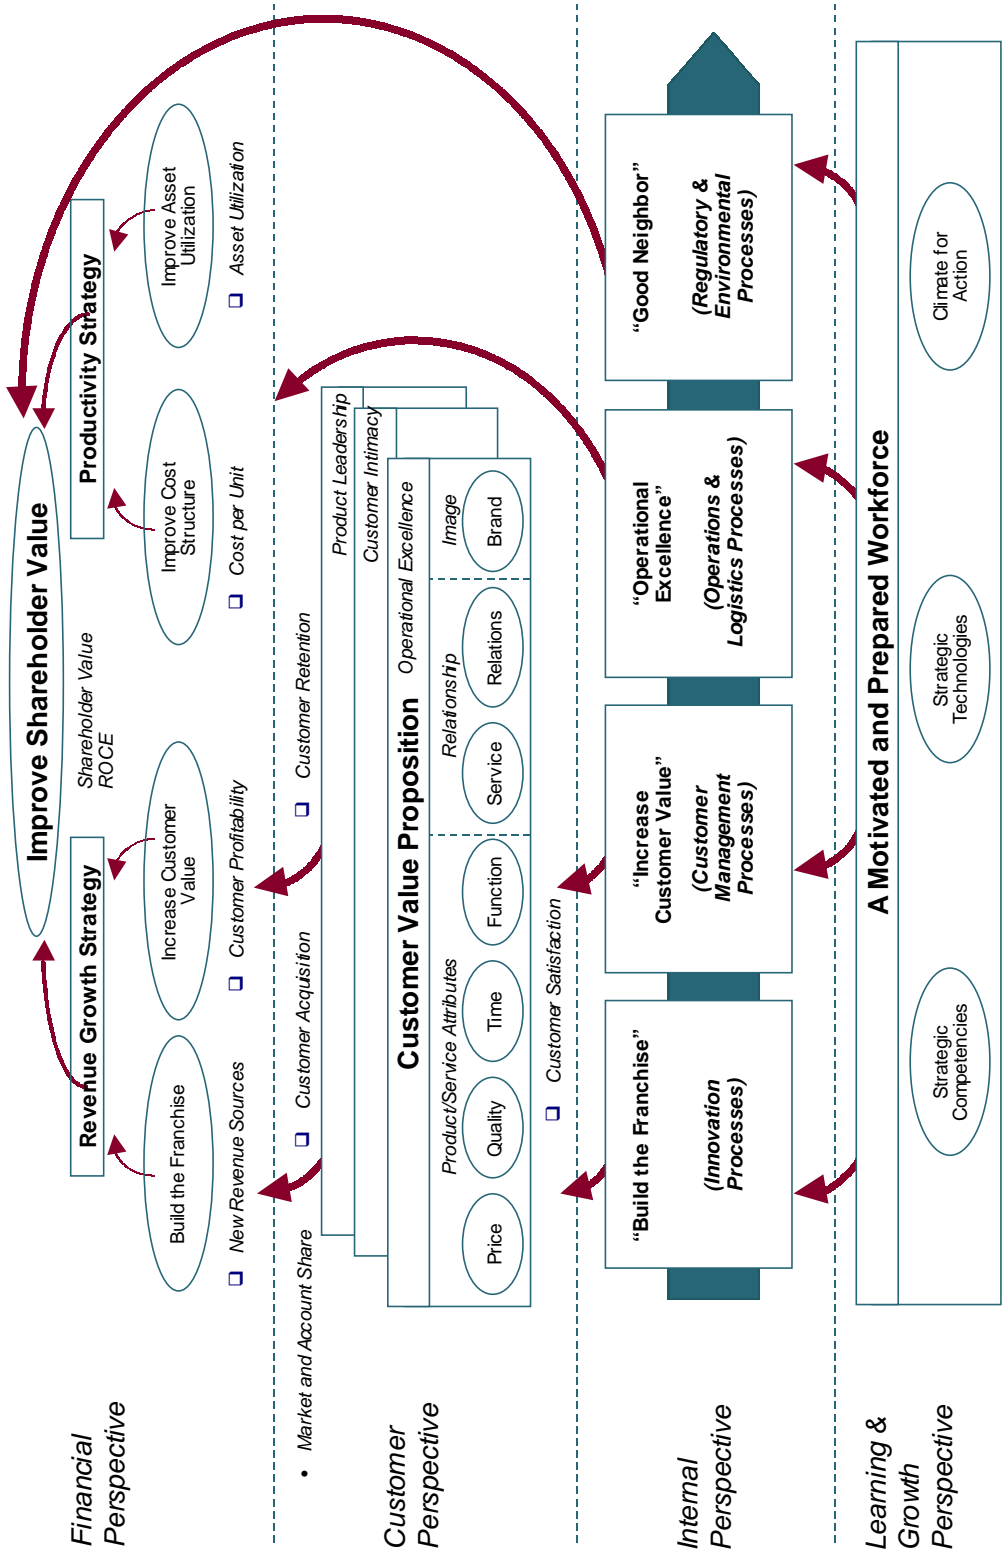 Financial
Perspective
Improve Shareholder Value
Shareholder Value
ROCE
Revenue Growth Strategy
Productivity Strategy
Build the Franchise
Increase Customer
Value
Improve Cost
Structure
Improve Asset
Utilization
❑ New Revenue Sources
❑ Customer Profitability
❑ Cost per Unit
❑ Asset Utilization
Customer
Perspective
• Market and Account Share
❑ Customer Acquisition
❑ Customer Retention
Product Leadership
Customer Intimacy
Customer Value Proposition
Operational Excellence
Product/Service Attributes
Relationship
Image
Price
Quality
Time
Function
Service
Relations
Brand
❑ Customer Satisfaction
Internal
Perspective
“Build the Franchise”
(Innovation
Processes)
“Increase
Customer Value”
(Customer
Management
Processes)
“Operational
Excellence”
(Operations &
Logistics Processes)
“Good Neighbor”
(Regulatory &
Environmental
Processes)
Learning &
Growth
Perspective
A Motivated and Prepared Workforce
Strategic
Competencies
Strategic
Technologies
Climate for
Action